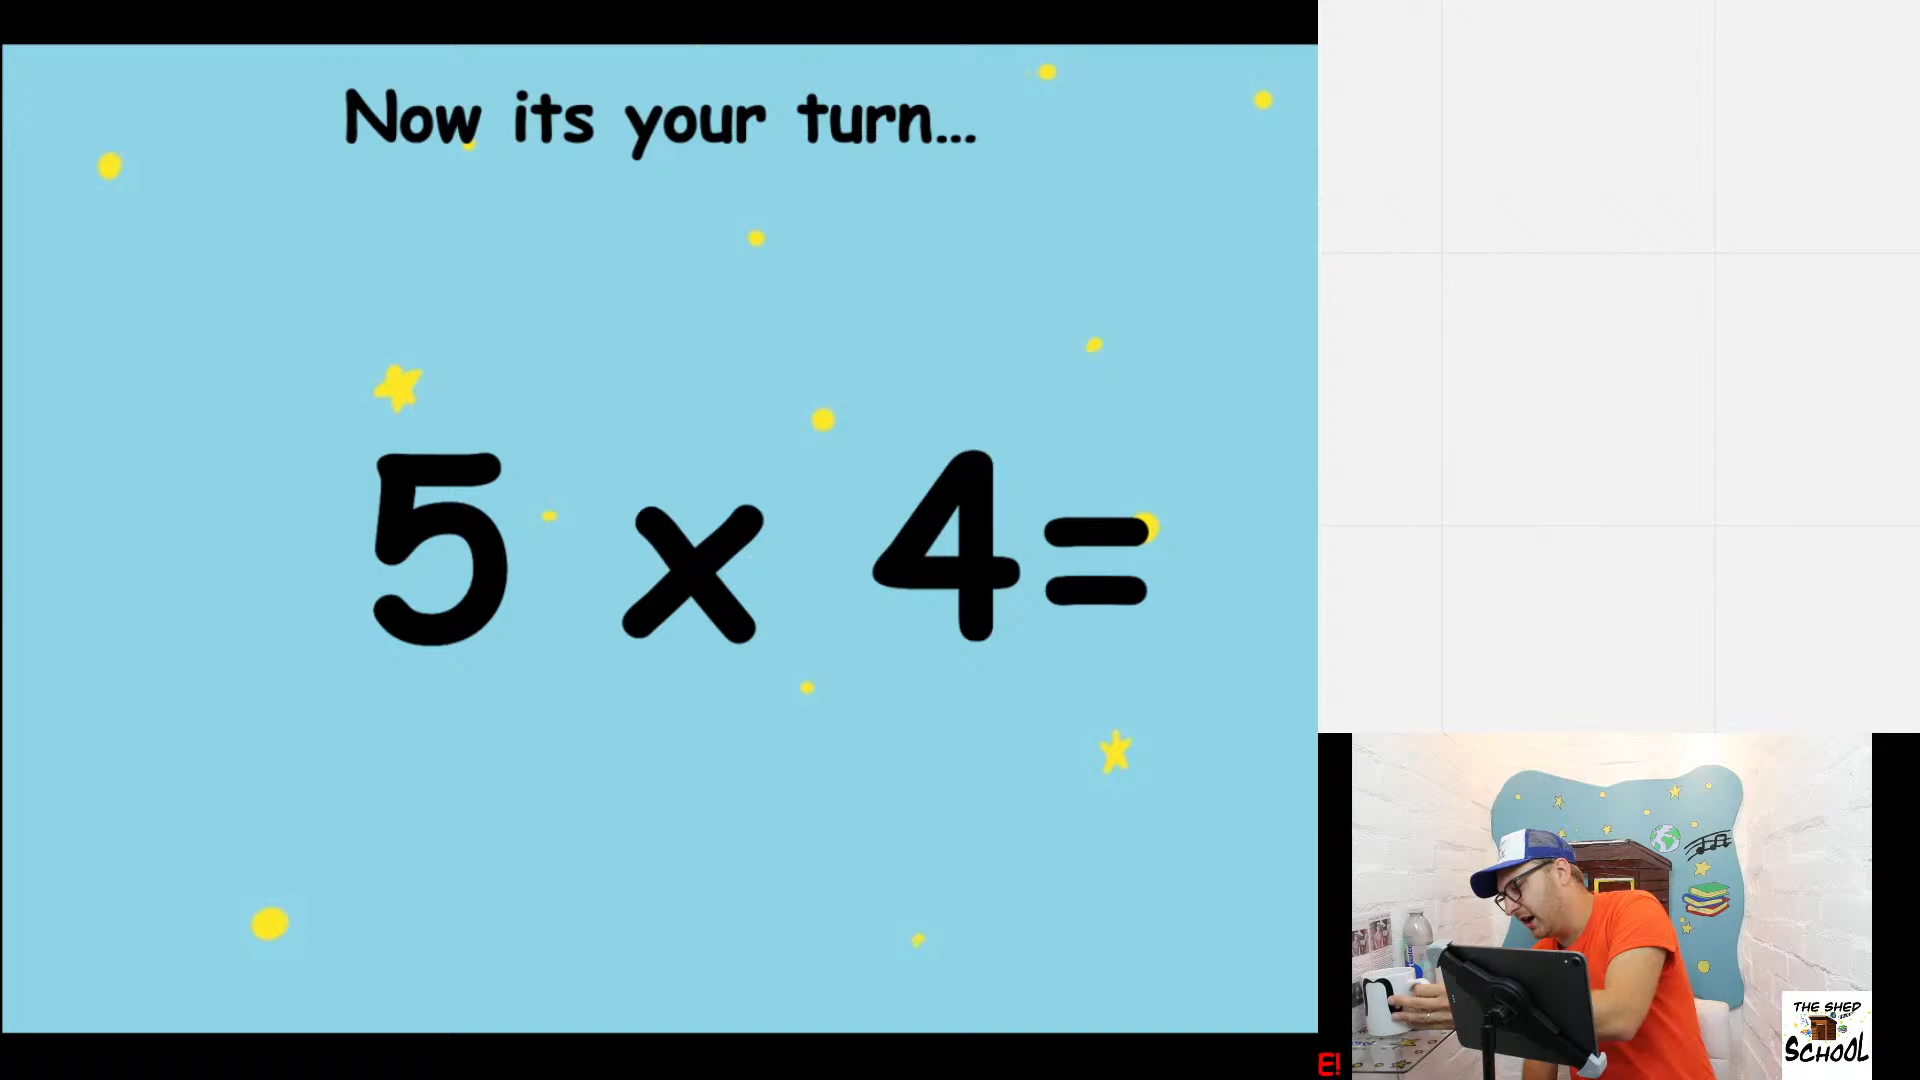 Now its your turn...
5 x 4=
E!
THE SHED
SCHOOL